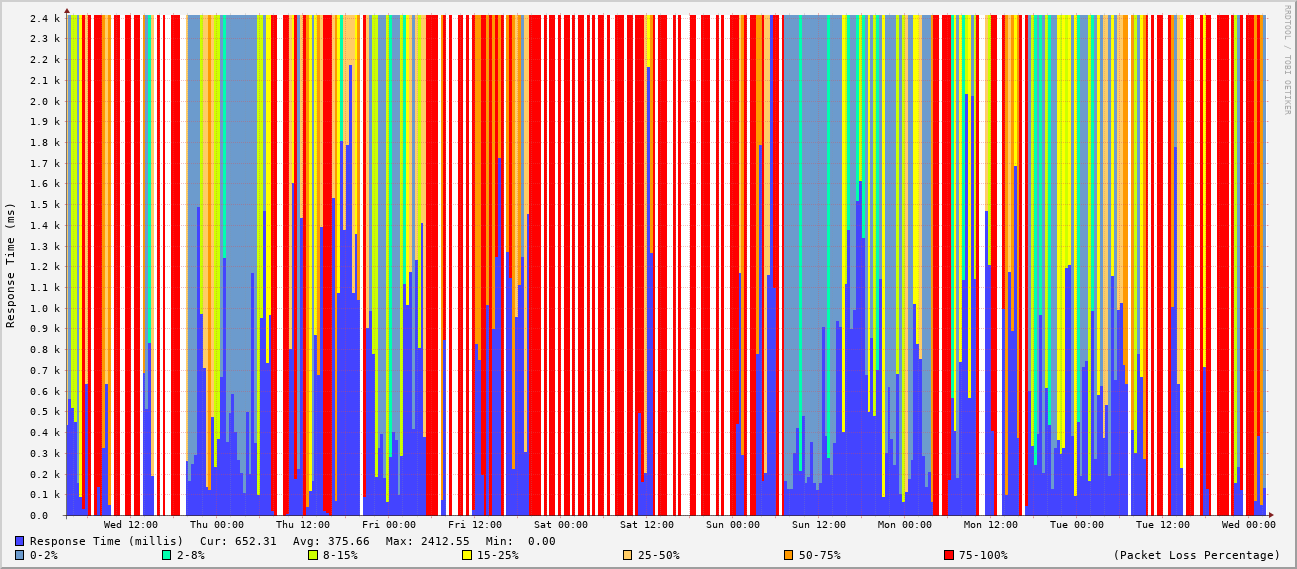 RRDTOOL / TOBI OETIKER
Response Time (ms)
2.4 k
2.3 k
2.2 k
2.1 k
2.0 k
1.9 k
1.8 k
1.7 k
1.6 k
1.5 k
1.4 k
1.3 k
1.2 k
1.1 k
1.0 k
0.9 k
0.8 k
0.7 k
0.6 k
0.5 k
0.4 k
0.3 k
0.2 k
0.1 k
0.0
Wed 12:00 Thu 00:00 Thu 12:00 Fri 00:00 Fri 12:00 Sat 00:00 Sat 12:00 Sun 00:00 Sun 12:00 Mon 00:00 Mon 12:00 Tue 00:00 Tue 12:00 Wed 00:00
Response Time (millis) Cur: 652.31 Avg: 375.66 Max: 2412.55 Min: 0.00
0-2% 2-8% 8-15% 15-25% 25-50% 50-75% 75-100% (Packet Loss Percentage)